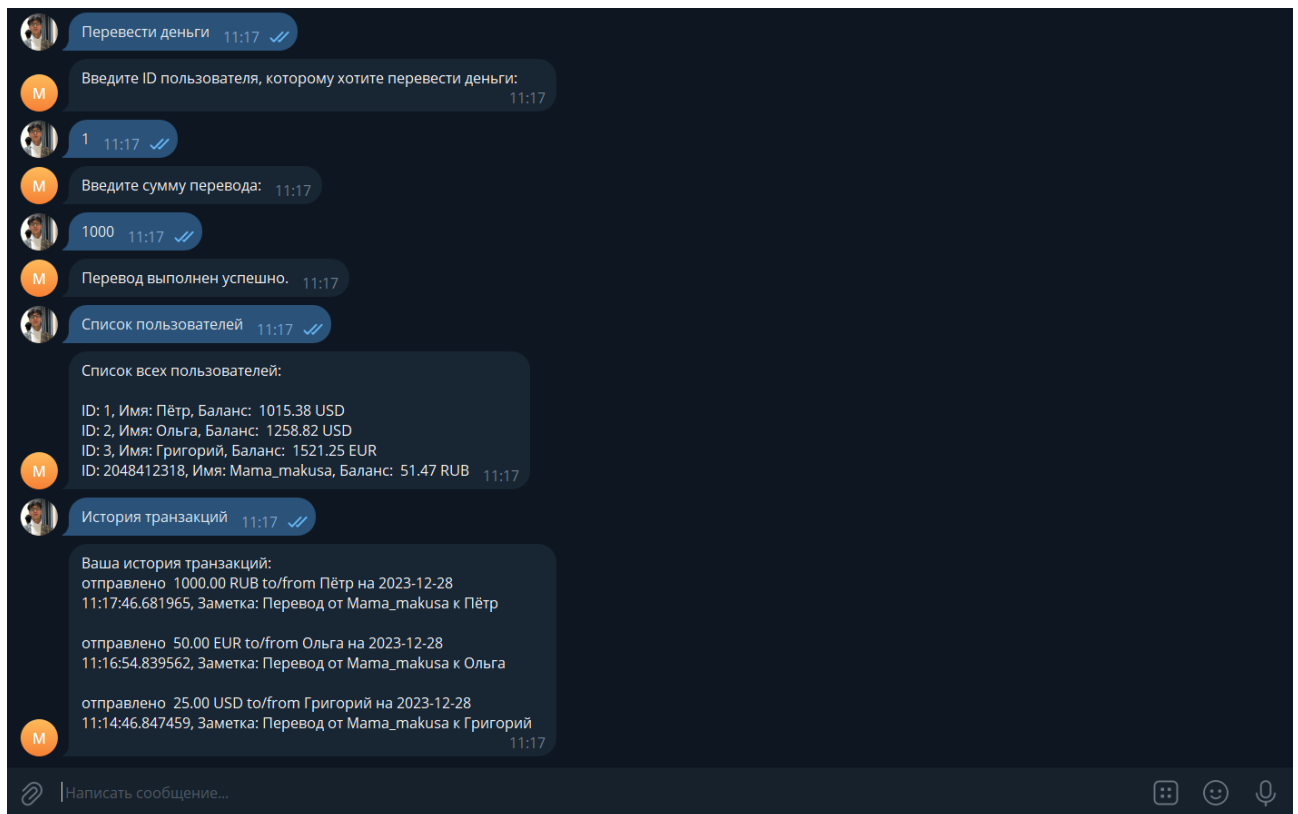 Перевести деньги 11:17
Введите ID пользователя, которому хотите перевести деньги:
11:17
М
1 11:17
М Введите сумму перевода: 11:17
1000 11:17
М Перевод выполнен успешно. 11:17
Список пользователей 11:17
Список всех пользователей:
ID: 1, Имя: Пётр, Баланс: 1015.38 USD
ID: 2, Имя: Ольга, Баланс: 1258.82 USD
ID: 3, Имя: Григорий, Баланс: 1521.25 EUR
М ID: 2048412318, Имя: Mama_makusa, Баланс: 51.47 RUB 11:17
История транзакций 11:17
Ваша история транзакций:
отправлено 1000.00 RUB to/from Пётр на 2023-12-28
11:17:46.681965, Заметка: Перевод от Mama_makusa к Пётр
отправлено 50.00 EUR to/from Ольга на 2023-12-28
11:16:54.839562, Заметка: Перевод от Mama_makusa к Ольга
отправлено 25.00 USD to/from Григорий на 2023-12-28
11:14:46.847459, Заметка: Перевод от Mama_makusa к Григорий
М 11:17
Написать сообщение...